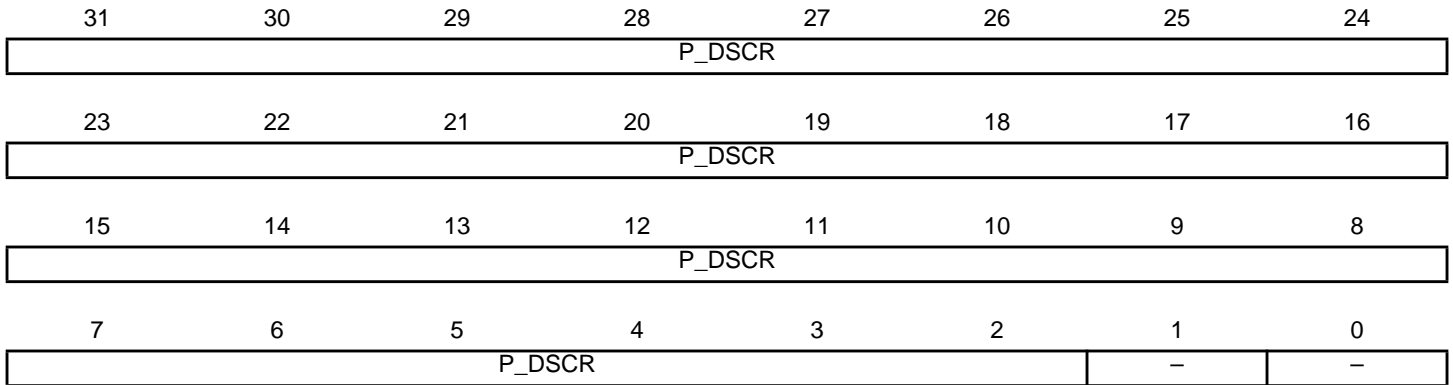 31 30 29 28 27 26 25 24
P_DSCR
23 22 21 20 19 18 17 16
P_DSCR
15 14 13 12 11 10 9 8
P_DSCR
7 6 5 4 3 2 1 0
P_DSCR – –